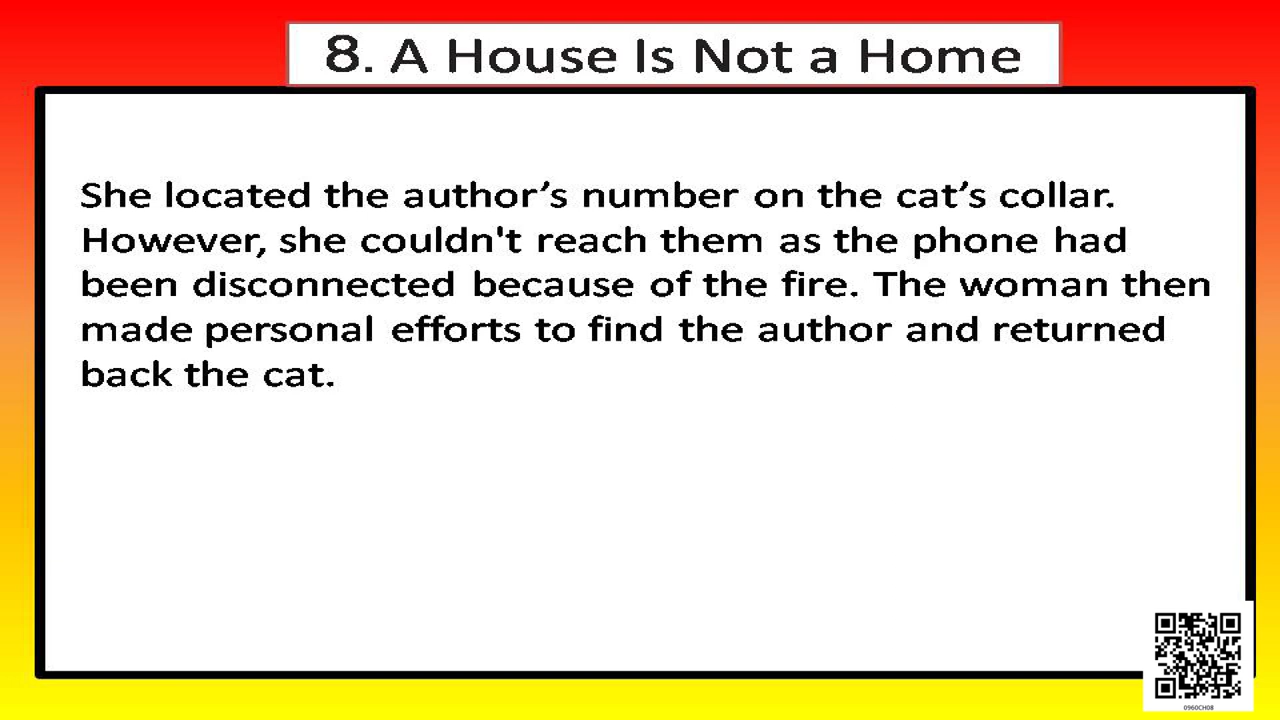 8. A House Is Not a Home
She located the author’s number on the cat’s collar.
However, she couldn't reach them as the phone had
been disconnected because of the fire. The woman then
made personal efforts to find the author and returned
back the cat.
0960CH08